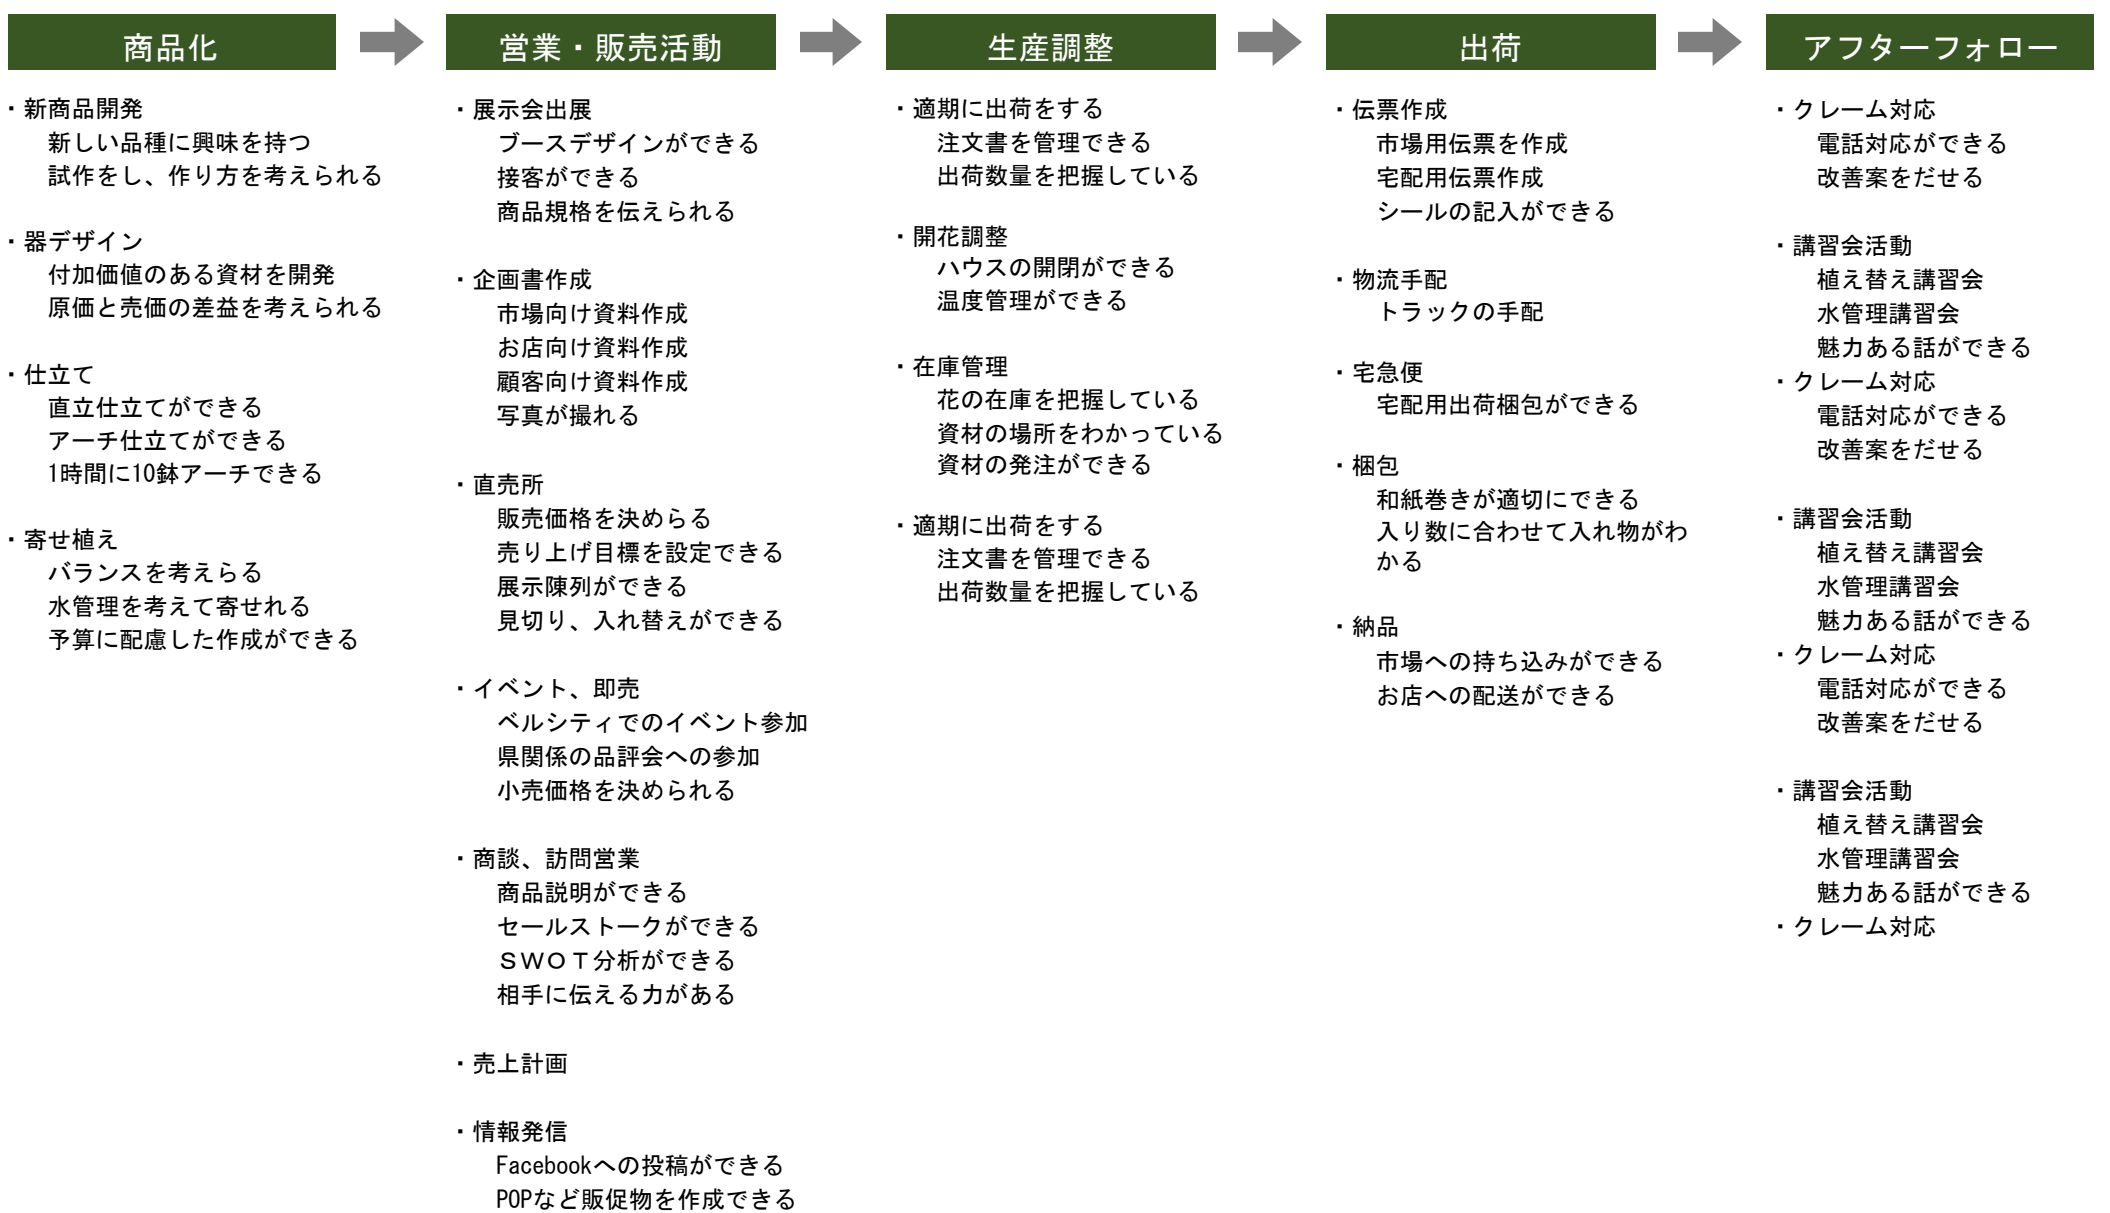 商品化
・新商品開発
新しい品種に興味を持つ
試作をし、作り方を考えられる
・器デザイン
付加価値のある資材を開発
原価と売価の差益を考えられる
・仕立て
直立仕立てができる
アーチ仕立てができる
1時間に10鉢アーチできる
・寄せ植え
バランスを考えらる
水管理を考えて寄せれる
予算に配慮した作成ができる
営業・販売活動
・展示会出展
ブースデザインができる
接客ができる
商品規格を伝えられる
・企画書作成
市場向け資料作成
お店向け資料作成
顧客向け資料作成
写真が撮れる
・直売所
販売価格を決めらる
売り上げ目標を設定できる
展示陳列ができる
見切り、入れ替えができる
・イベント、即売
ベルシティでのイベント参加
県関係の品評会への参加
小売価格を決められる
・商談、訪問営業
商品説明ができる
セールストークができる
ＳＷＯＴ分析ができる
相手に伝える力がある
・売上計画
・情報発信
Facebookへの投稿ができる
POPなど販促物を作成できる
生産調整
・適期に出荷をする
注文書を管理できる
出荷数量を把握している
・開花調整
ハウスの開閉ができる
温度管理ができる
・在庫管理
花の在庫を把握している
資材の場所をわかっている
資材の発注ができる
・適期に出荷をする
注文書を管理できる
出荷数量を把握している
出荷
・伝票作成
市場用伝票を作成
宅配用伝票作成
シールの記入ができる
・物流手配
トラックの手配
・宅急便
宅配用出荷梱包ができる
・梱包
和紙巻きが適切にできる
入り数に合わせて入れ物がわ
かる
・納品
市場への持ち込みができる
お店への配送ができる
アフターフォロー
・クレーム対応
電話対応ができる
改善案をだせる
・講習会活動
植え替え講習会
水管理講習会
魅力ある話ができる
・クレーム対応
電話対応ができる
改善案をだせる
・講習会活動
植え替え講習会
水管理講習会
魅力ある話ができる
・クレーム対応
電話対応ができる
改善案をだせる
・講習会活動
植え替え講習会
水管理講習会
魅力ある話ができる
・クレーム対応